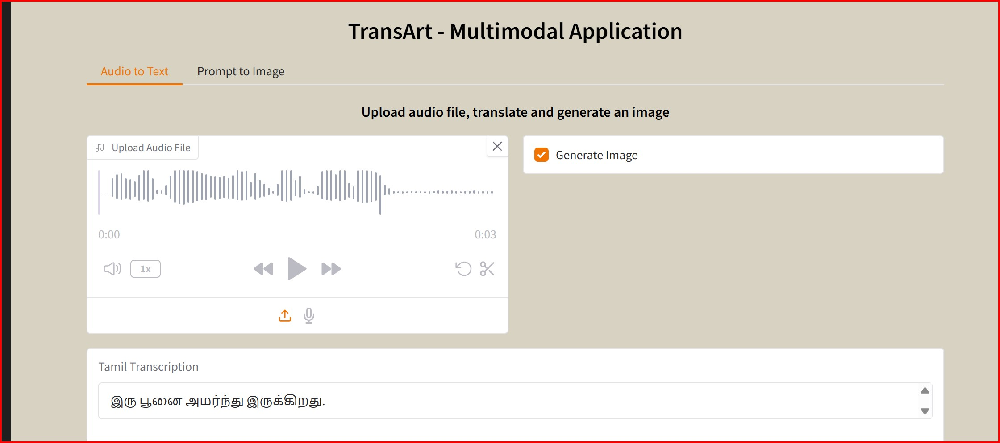 TransArt - Multimodal Application
Audio to Text
Prompt to Image
Upload audio file, translate and generate an image
Upload Audio File
Generate Image
0:00
0:03
1x
Tamil Transcription
இரு பூனை அமர்ந்து இருக்கிறது.